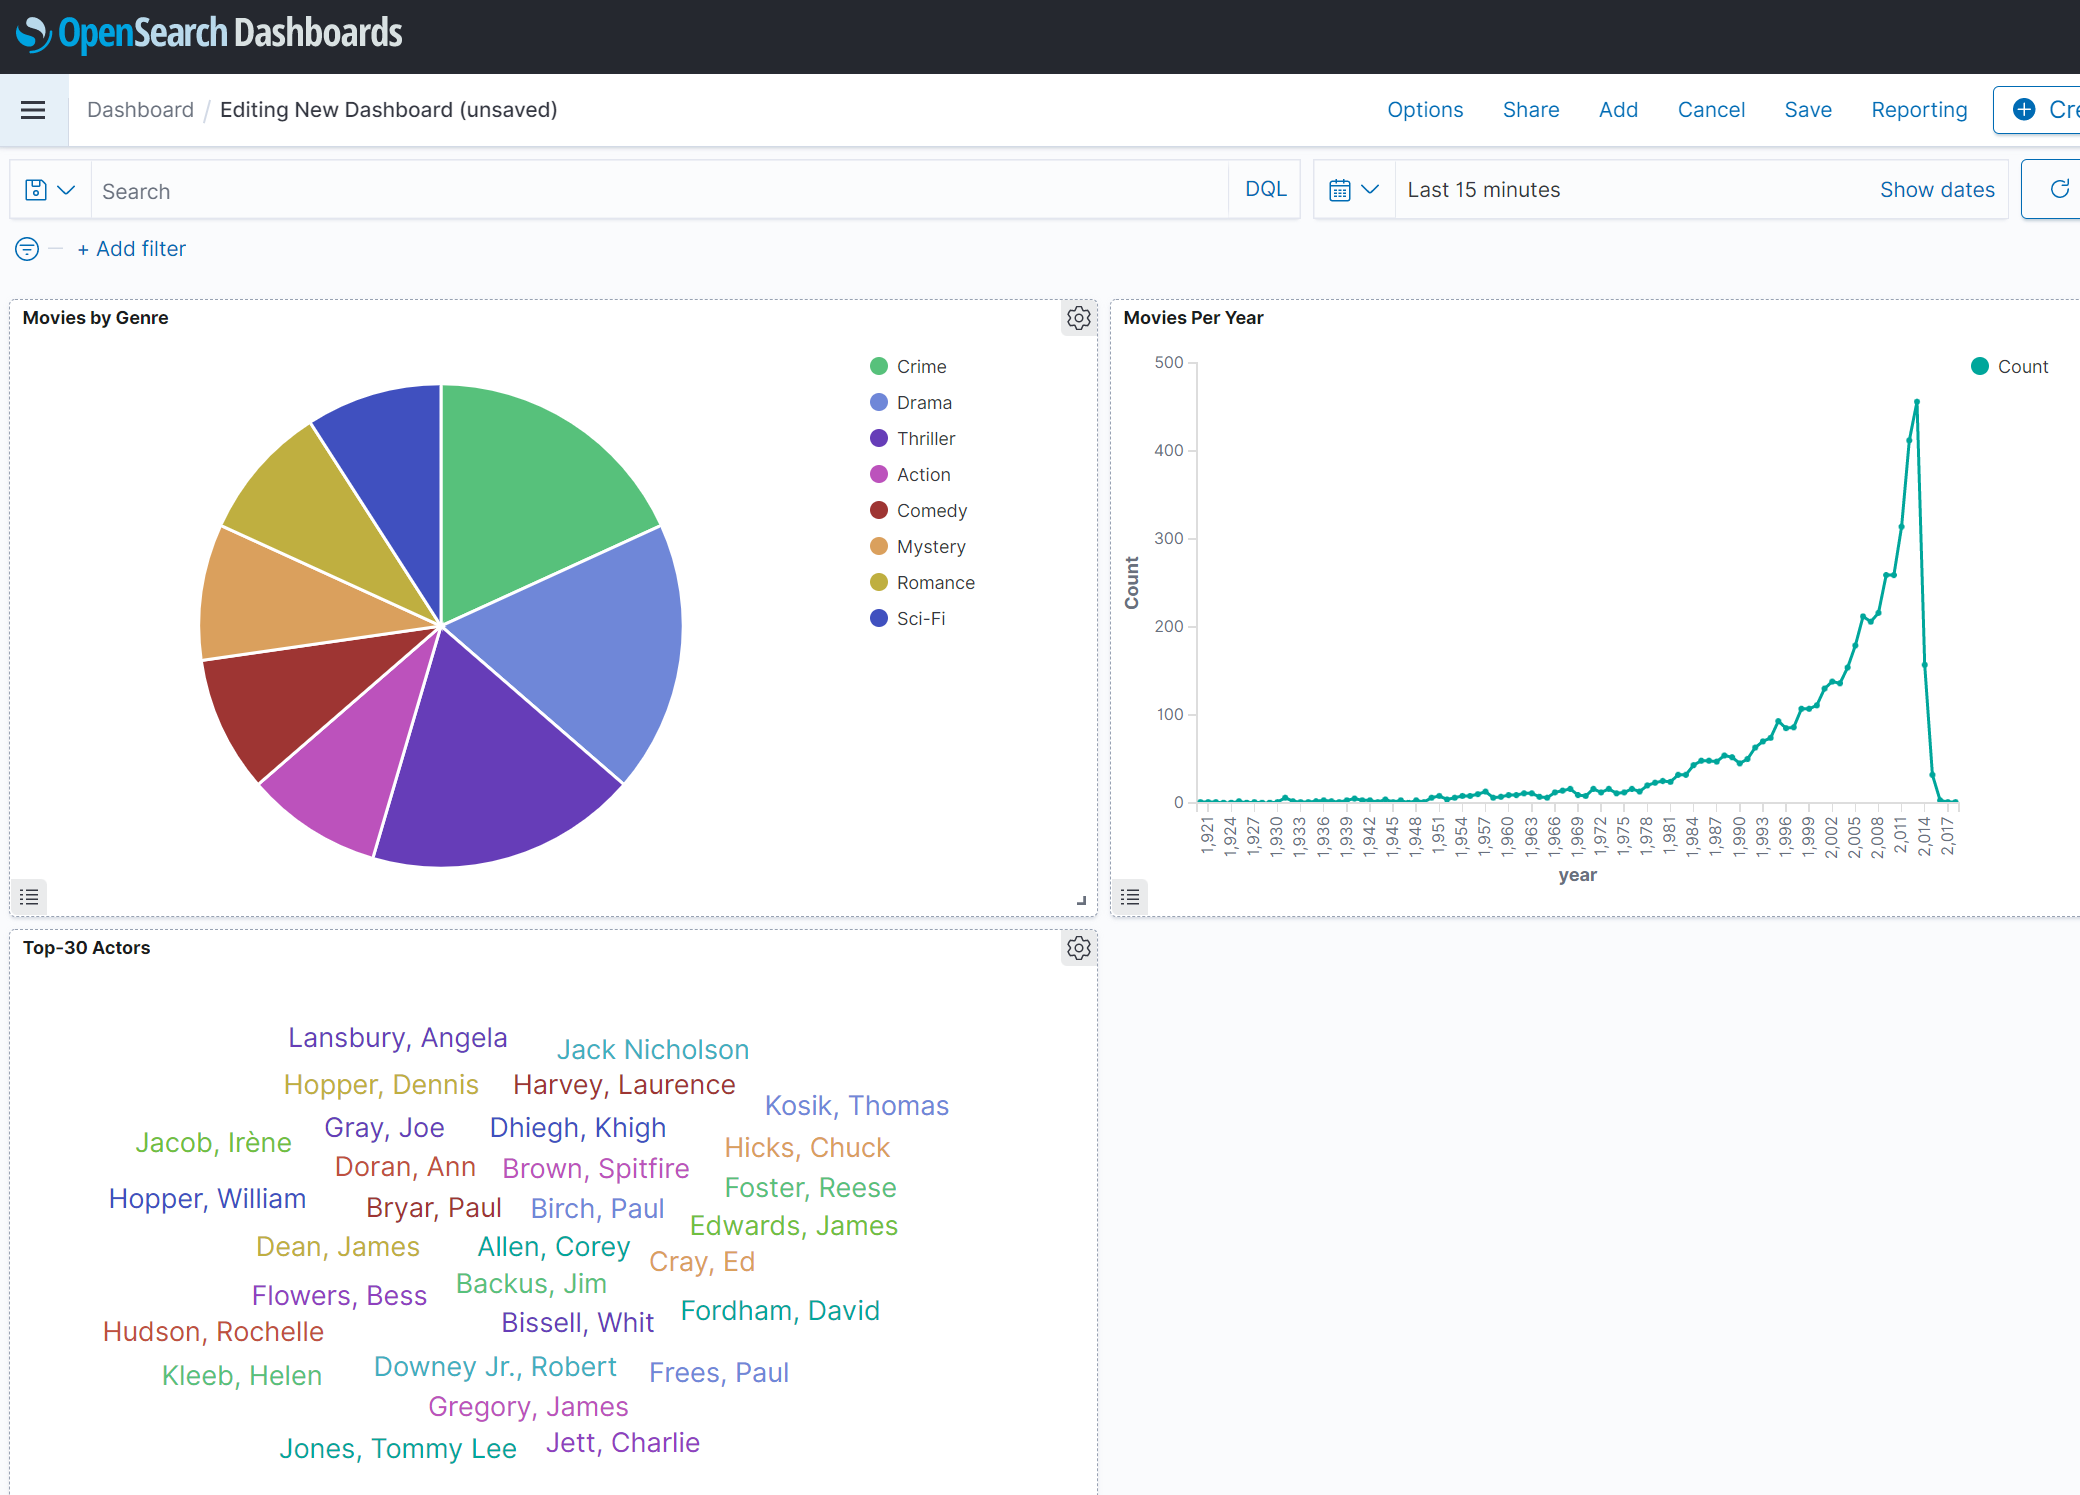 OpenSearch Dashboards
Dashboard / Editing New Dashboard (unsaved)
Options Share Add Cancel Save Reporting Cre
Search DQL Last 15 minutes Show dates
+ Add filter
Movies by Genre
Crime
Drama
Thriller
Action
Comedy
Mystery
Romance
Sci-Fi
Movies Per Year
Count
500
400
300
200
100
0
Count
1,921 1,924 1,927 1,930 1,933 1,936 1,939 1,942 1,945 1,948 1,951 1,954 1,957 1,960 1,963 1,966 1,969 1,972 1,975 1,978 1,981 1,984 1,987 1,990 1,993 1,996 1,999 2,002 2,005 2,008 2,011 2,014 2,017
year
Top-30 Actors
Lansbury, Angela
Jack Nicholson
Hopper, Dennis
Harvey, Laurence
Kosik, Thomas
Gray, Joe
Dhiegh, Khigh
Jacob, Irène
Hicks, Chuck
Doran, Ann
Brown, Spitfire
Foster, Reese
Hopper, William
Bryar, Paul
Birch, Paul
Edwards, James
Dean, James
Allen, Corey
Cray, Ed
Backus, Jim
Flowers, Bess
Fordham, David
Bissell, Whit
Hudson, Rochelle
Downey Jr., Robert
Frees, Paul
Kleeb, Helen
Gregory, James
Jones, Tommy Lee
Jett, Charlie